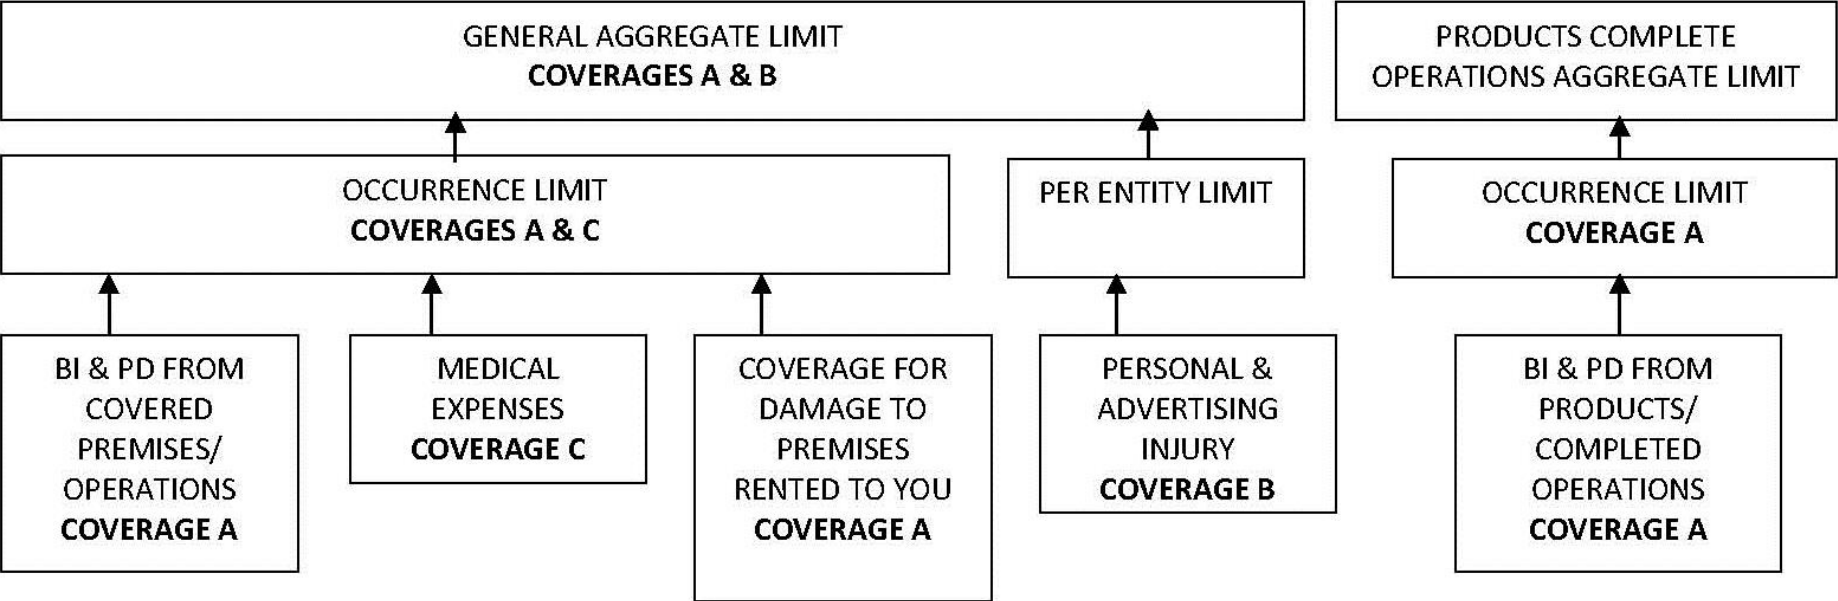 GENERAL AGGREGATE LIMIT
COVERAGES A & B
PRODUCTS COMPLETE
OPERATIONS AGGREGATE LIMIT
OCCURRENCE LIMIT
COVERAGES A & C
PER ENTITY LIMIT
OCCURRENCE LIMIT
COVERAGE A
BI & PD FROM
COVERED
PREMISES/
OPERATIONS
COVERAGE A
MEDICAL
EXPENSES
COVERAGE C
COVERAGE FOR
DAMAGE TO
PREMISES
RENTED TO YOU
COVERAGE A
PERSONAL &
ADVERTISING
INJURY
COVERAGE B
BI & PD FROM
PRODUCTS/
COMPLETED
OPERATIONS
COVERAGE A